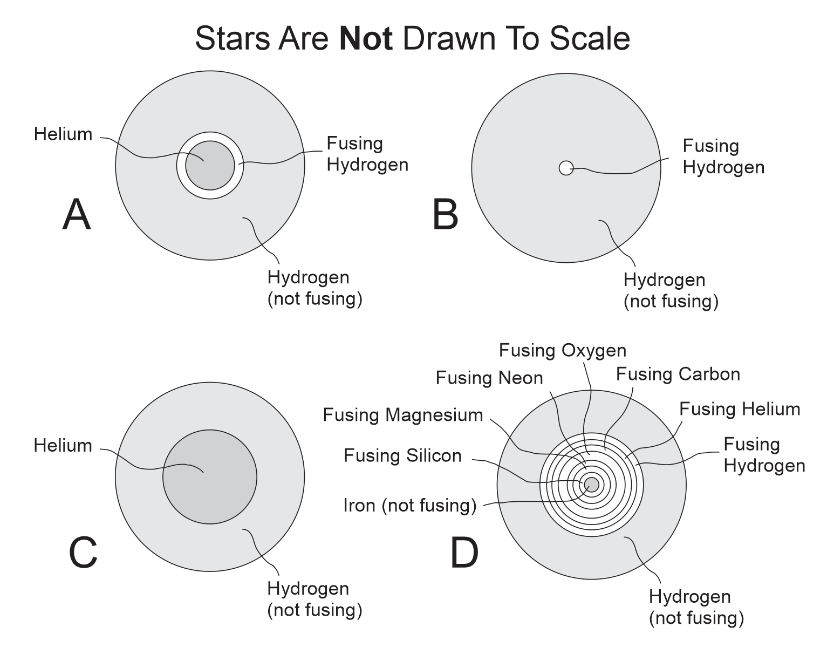 Stars Are Not Drawn To Scale
Helium
Fusing
Hydrogen
A
Hydrogen
(not fusing)
Fusing
Hydrogen
B
Hydrogen
(not fusing)
Helium
C
Hydrogen
(not fusing)
Fusing Oxygen
Fusing Neon
Fusing Carbon
Fusing Magnesium
Fusing Helium
Fusing Silicon
Fusing
Hydrogen
Iron (not fusing)
D
Hydrogen
(not fusing)